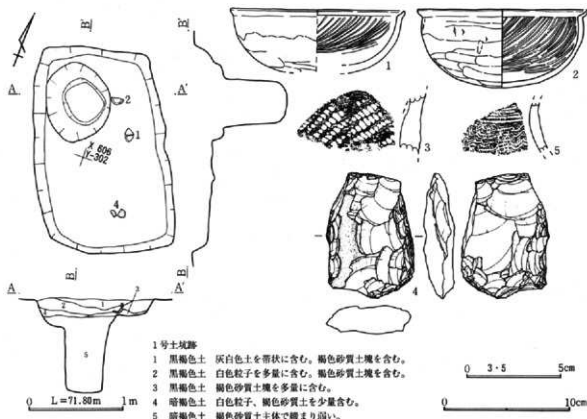 B'
B'
A
A'
2
1
X 606
Y-302
4
B
B
A
A'
3
1
2
5
L=71.80m
0
1m
1
2
3
5
4
1号土坑跡
1 黒褐色土 灰白色土を帯状に含む。褐色砂質土塊を含む。
2 黒褐色土 白色粒子を多量に含む。褐色砂質土塊を含む。
3 黒褐色土 褐色砂質土塊を多量に含む。
4 暗褐色土 白色粒子、褐色砂質土を少量含む。
5 暗褐色土 褐色砂質土主体で締まり弱い。
0
3・5
5cm
0
10cm